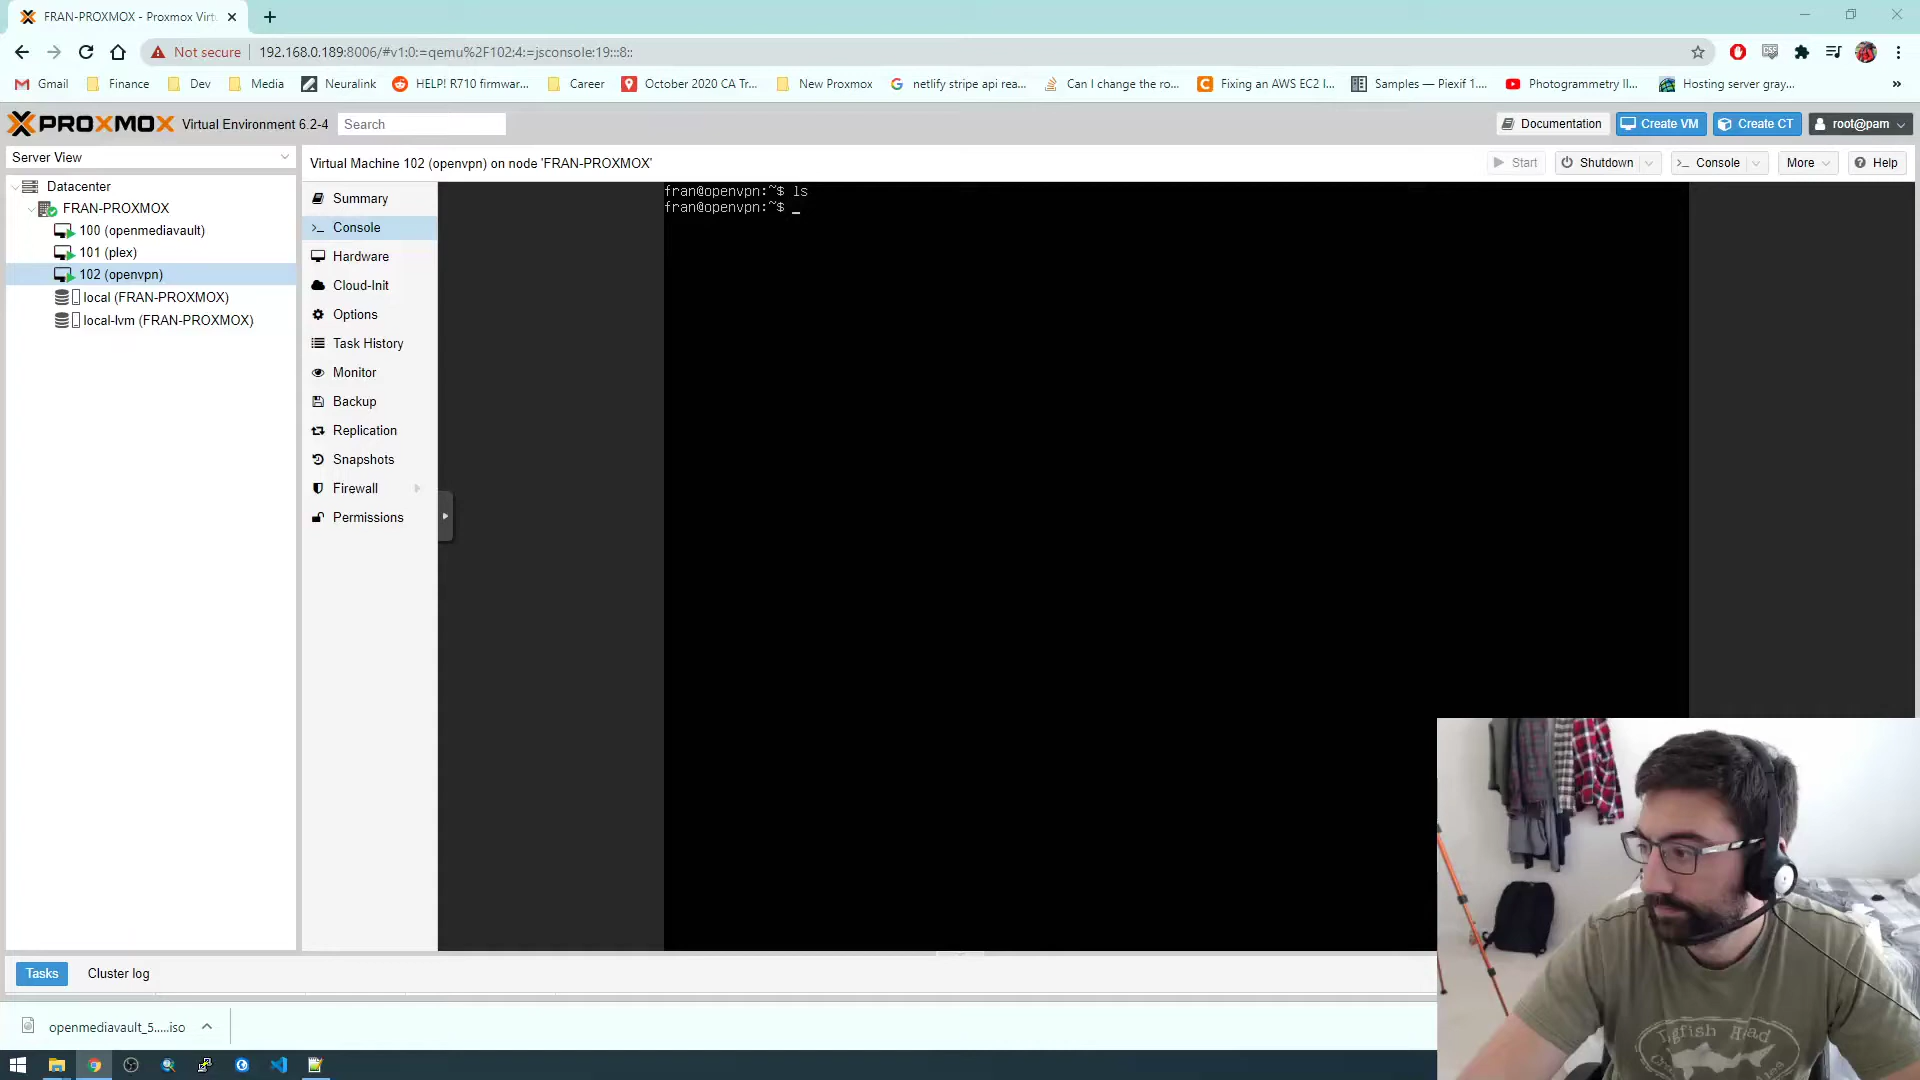 FRAN-PROXMOX - Proxmox Virtu
Not secure
192.168.0.189:8006/#v1:0:=qemu%2F102:4:=jsconsole:19:::8::
Gmail
Finance
Dev
Media
Neuralink
HELP! R710 firmwar...
Career
October 2020 CA Tr...
New Proxmox
netlify stripe api rea...
Can I change the ro...
Fixing an AWS EC2 I...
Samples — Piexif 1....
Photogrammetry II...
Hosting server gray...
»
PROXMOX
Virtual Environment 6.2-4
Search
Documentation
Create VM
Create CT
root@pam
Server View
Virtual Machine 102 (openvpn) on node 'FRAN-PROXMOX'
Start
Shutdown
Console
More
Help
Datacenter
FRAN-PROXMOX
100 (openmediavault)
101 (plex)
102 (openvpn)
local (FRAN-PROXMOX)
local-lvm (FRAN-PROXMOX)
Summary
Console
Hardware
Cloud-Init
Options
Task History
Monitor
Backup
Replication
Snapshots
Firewall
Permissions
fran@openvpn:~$ ls
fran@openvpn:~$ _
Tasks
Cluster log
openmediavault_5.....iso